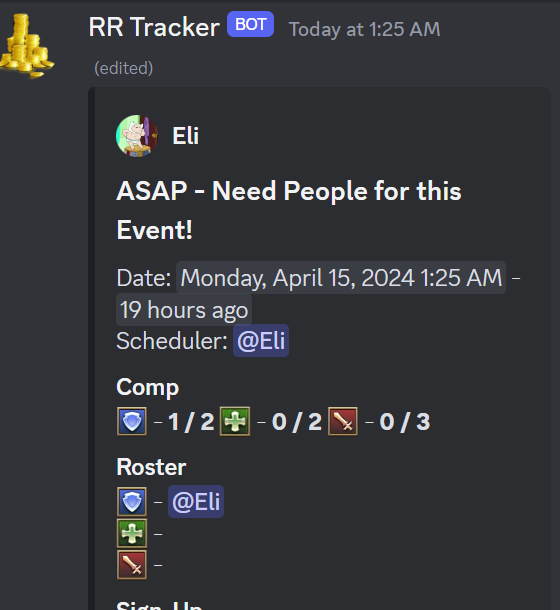 RR Tracker BOT Today at 1:25 AM
(edited)
Eli
ASAP - Need People for this
Event!
Date: Monday, April 15, 2024 1:25 AM -
19 hours ago
Scheduler: @Eli
Comp
- 1 / 2 - 0 / 2 - 0 / 3
Roster
- @Eli
-
-
Sign-Up